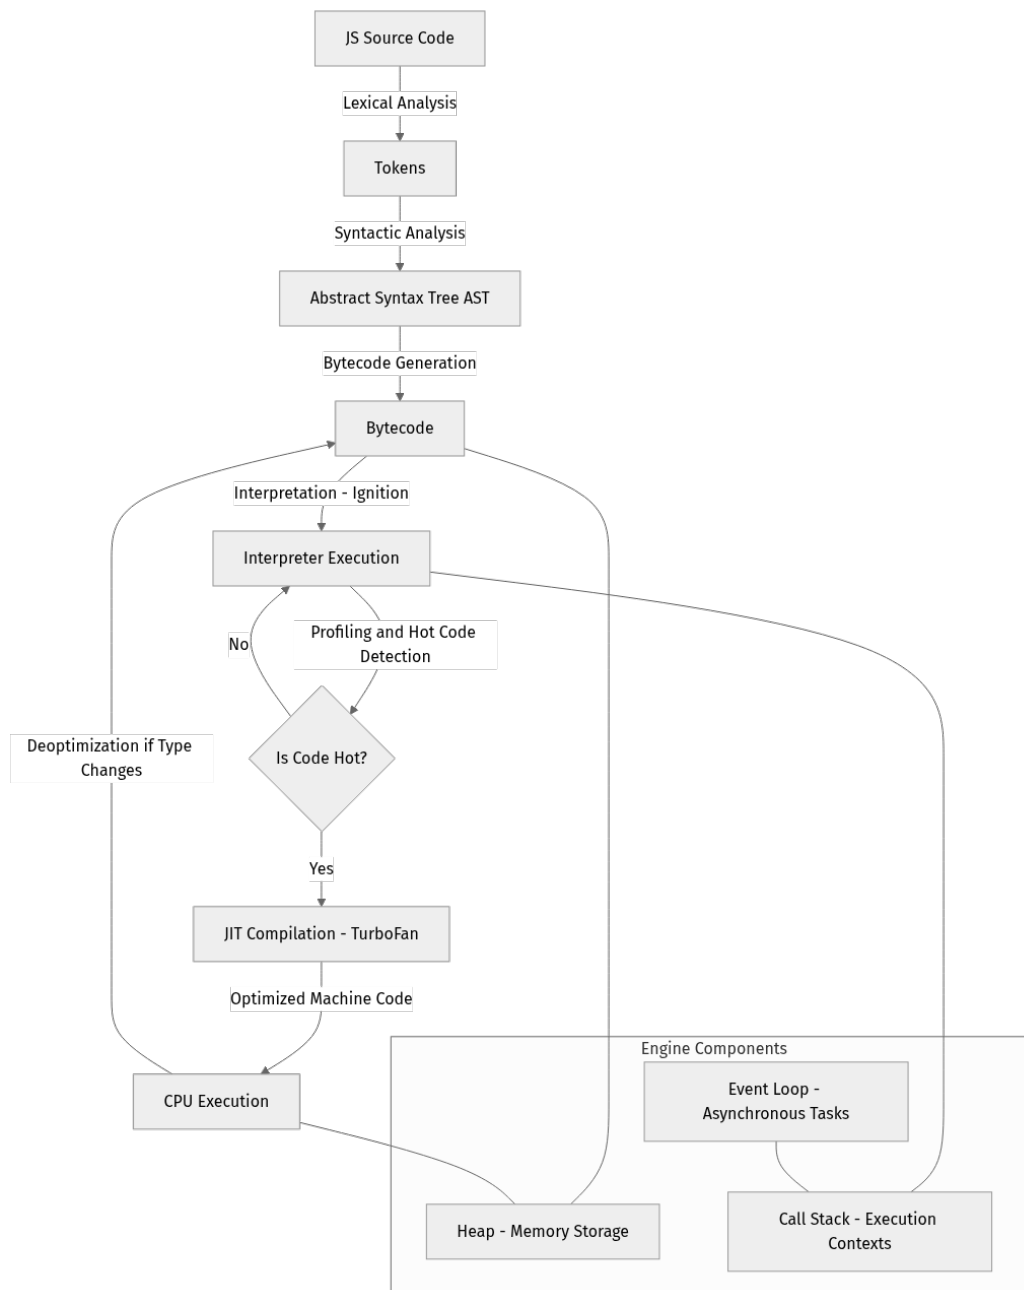 JS Source Code
Lexical Analysis
Tokens
Syntactic Analysis
Abstract Syntax Tree AST
Bytecode Generation
Bytecode
Interpretation - Ignition
Interpreter Execution
No
Profiling and Hot Code
Detection
Deoptimization if Type
Changes
Is Code Hot?
Yes
JIT Compilation - TurboFan
Optimized Machine Code
Engine Components
CPU Execution
Event Loop -
Asynchronous Tasks
Heap - Memory Storage
Call Stack - Execution
Contexts